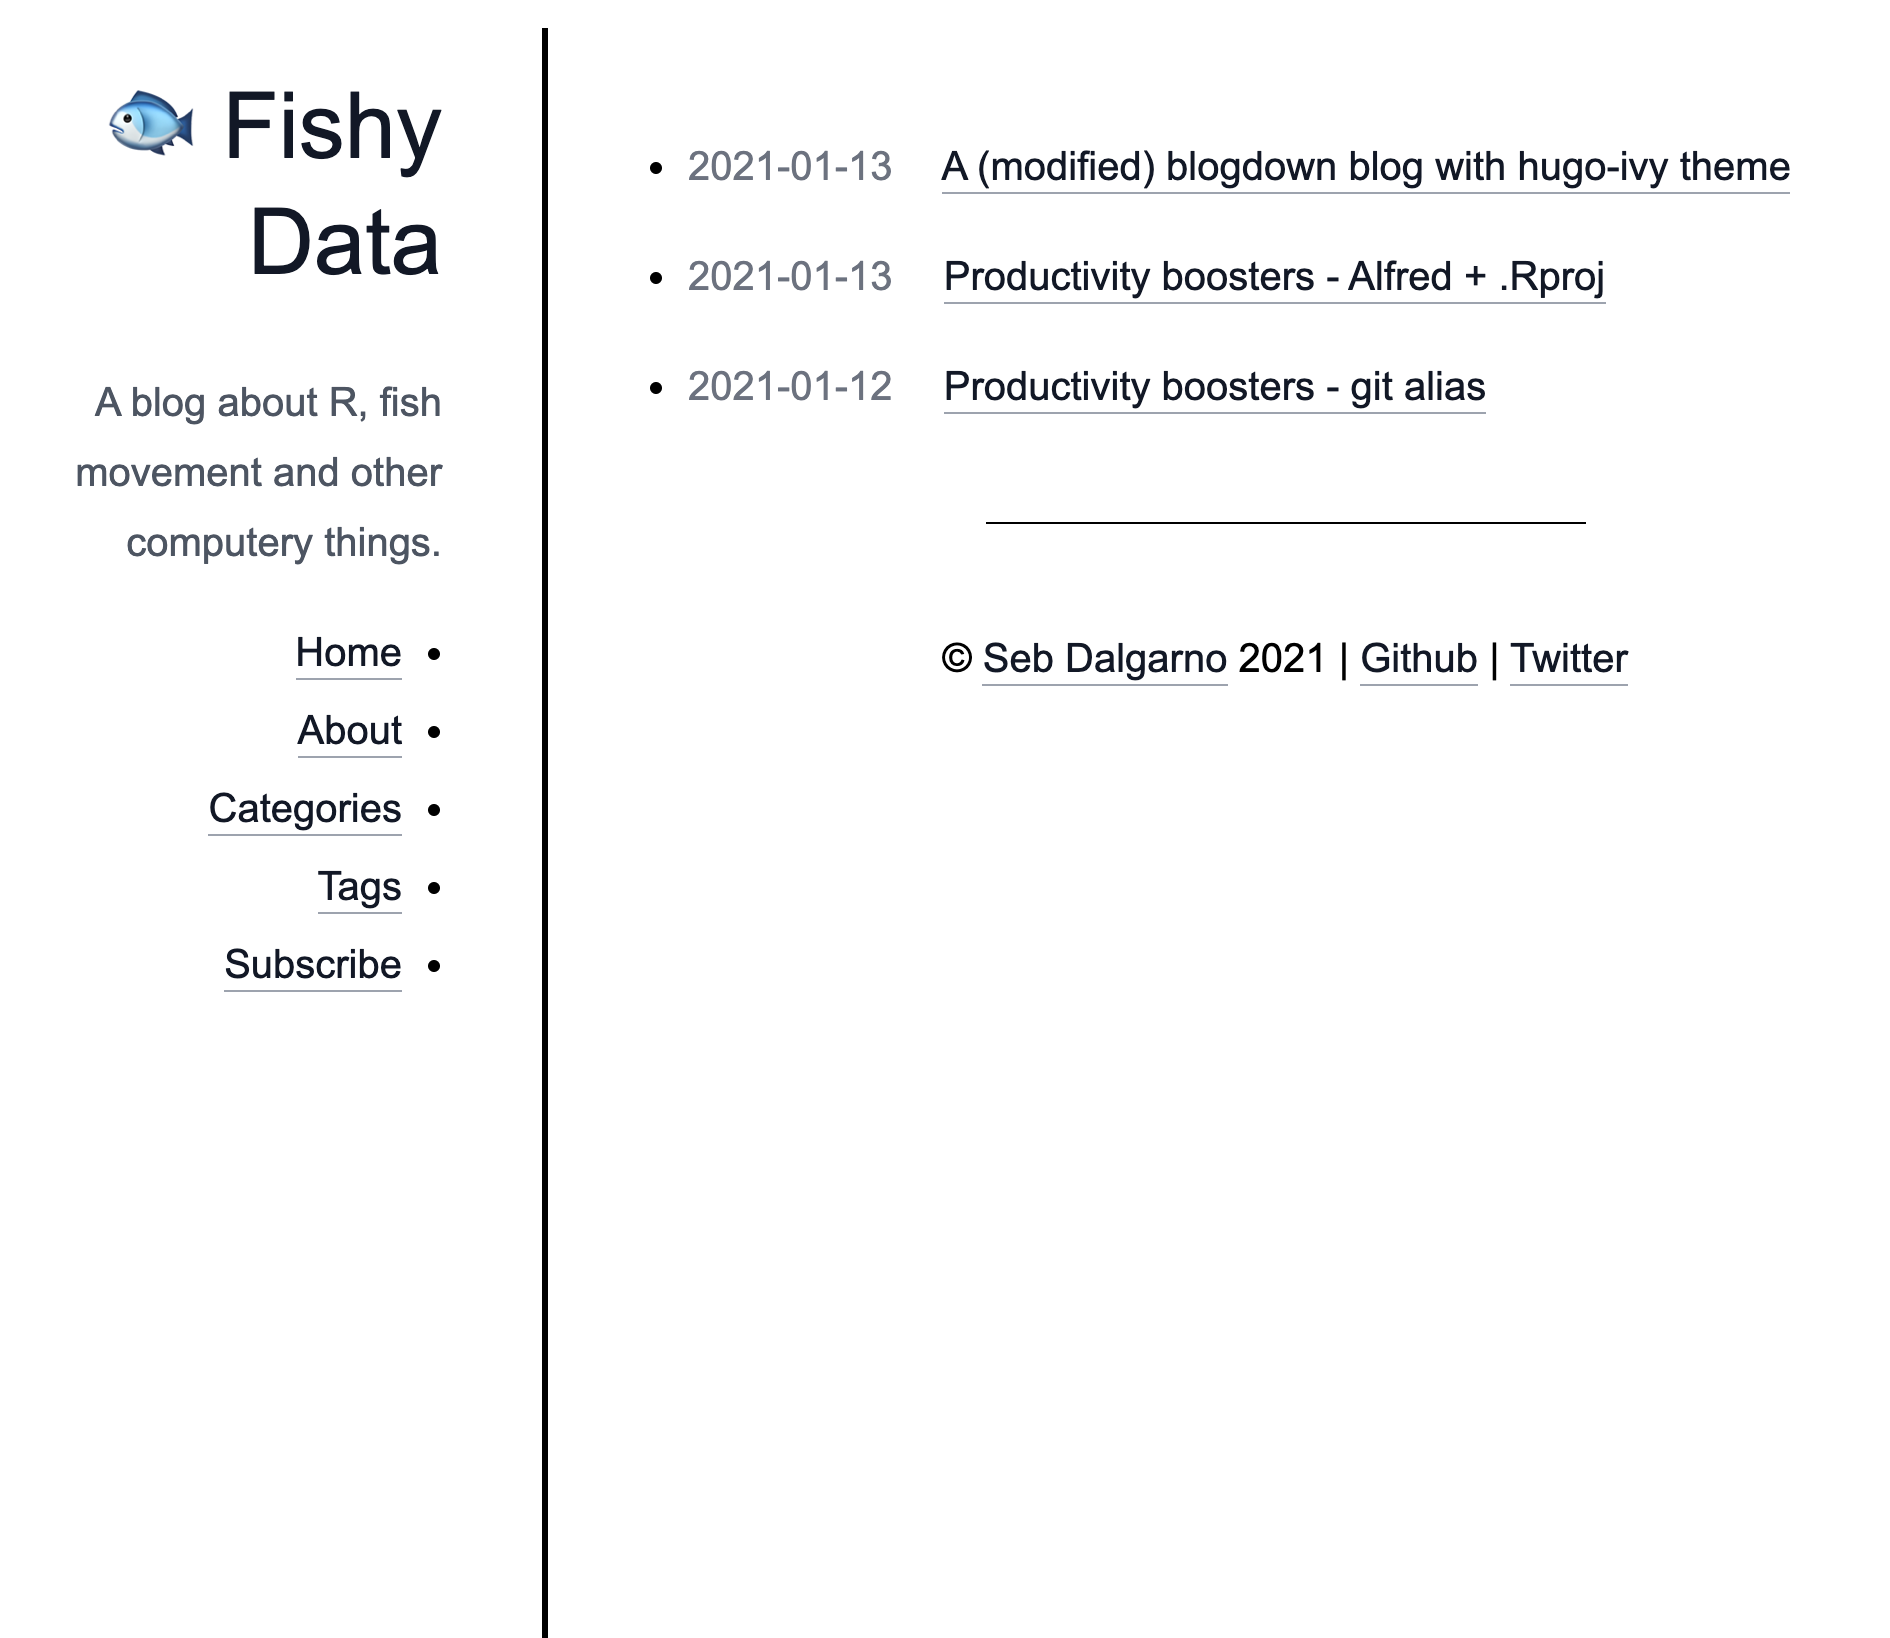 🐟 Fishy
Data
A blog about R, fish
movement and other
computery things.
Home
About
Categories
Tags
Subscribe
2021-01-13 A (modified) blogdown blog with hugo-ivy theme
2021-01-13 Productivity boosters - Alfred + .Rproj
2021-01-12 Productivity boosters - git alias
© Seb Dalgarno 2021 | Github | Twitter